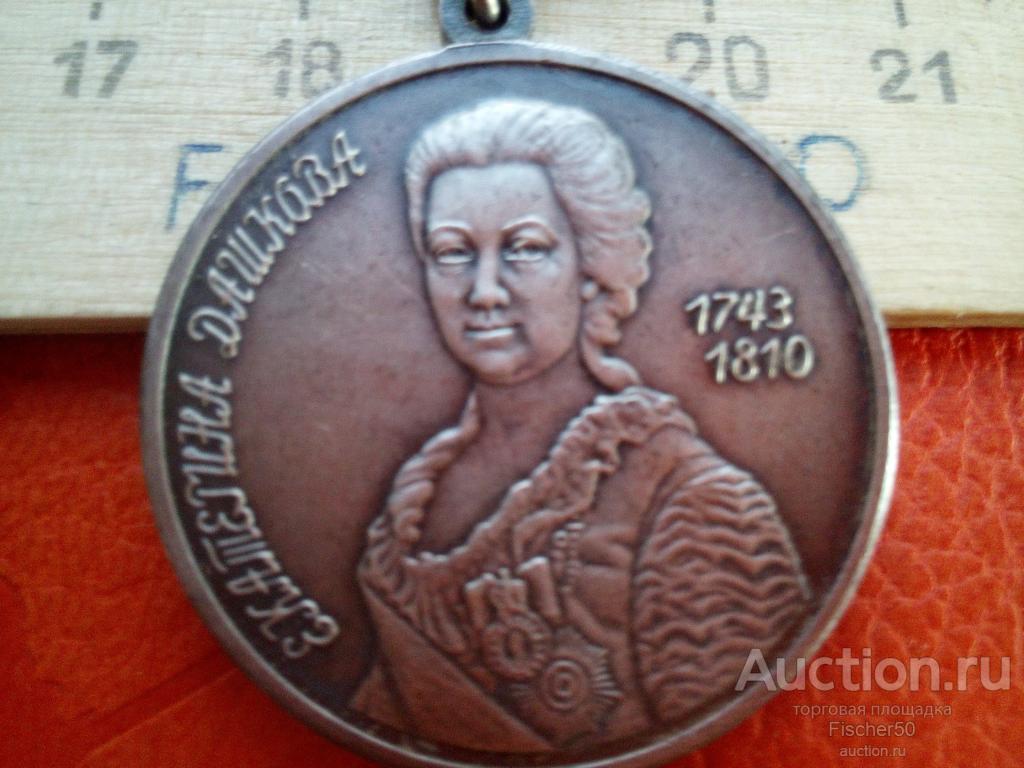 17 18 20 21
F O
ЕКАТЕРИНА ДАШКОВА
1743
1810
Auction.ru
торговая площадка
Fischer50
auction.ru